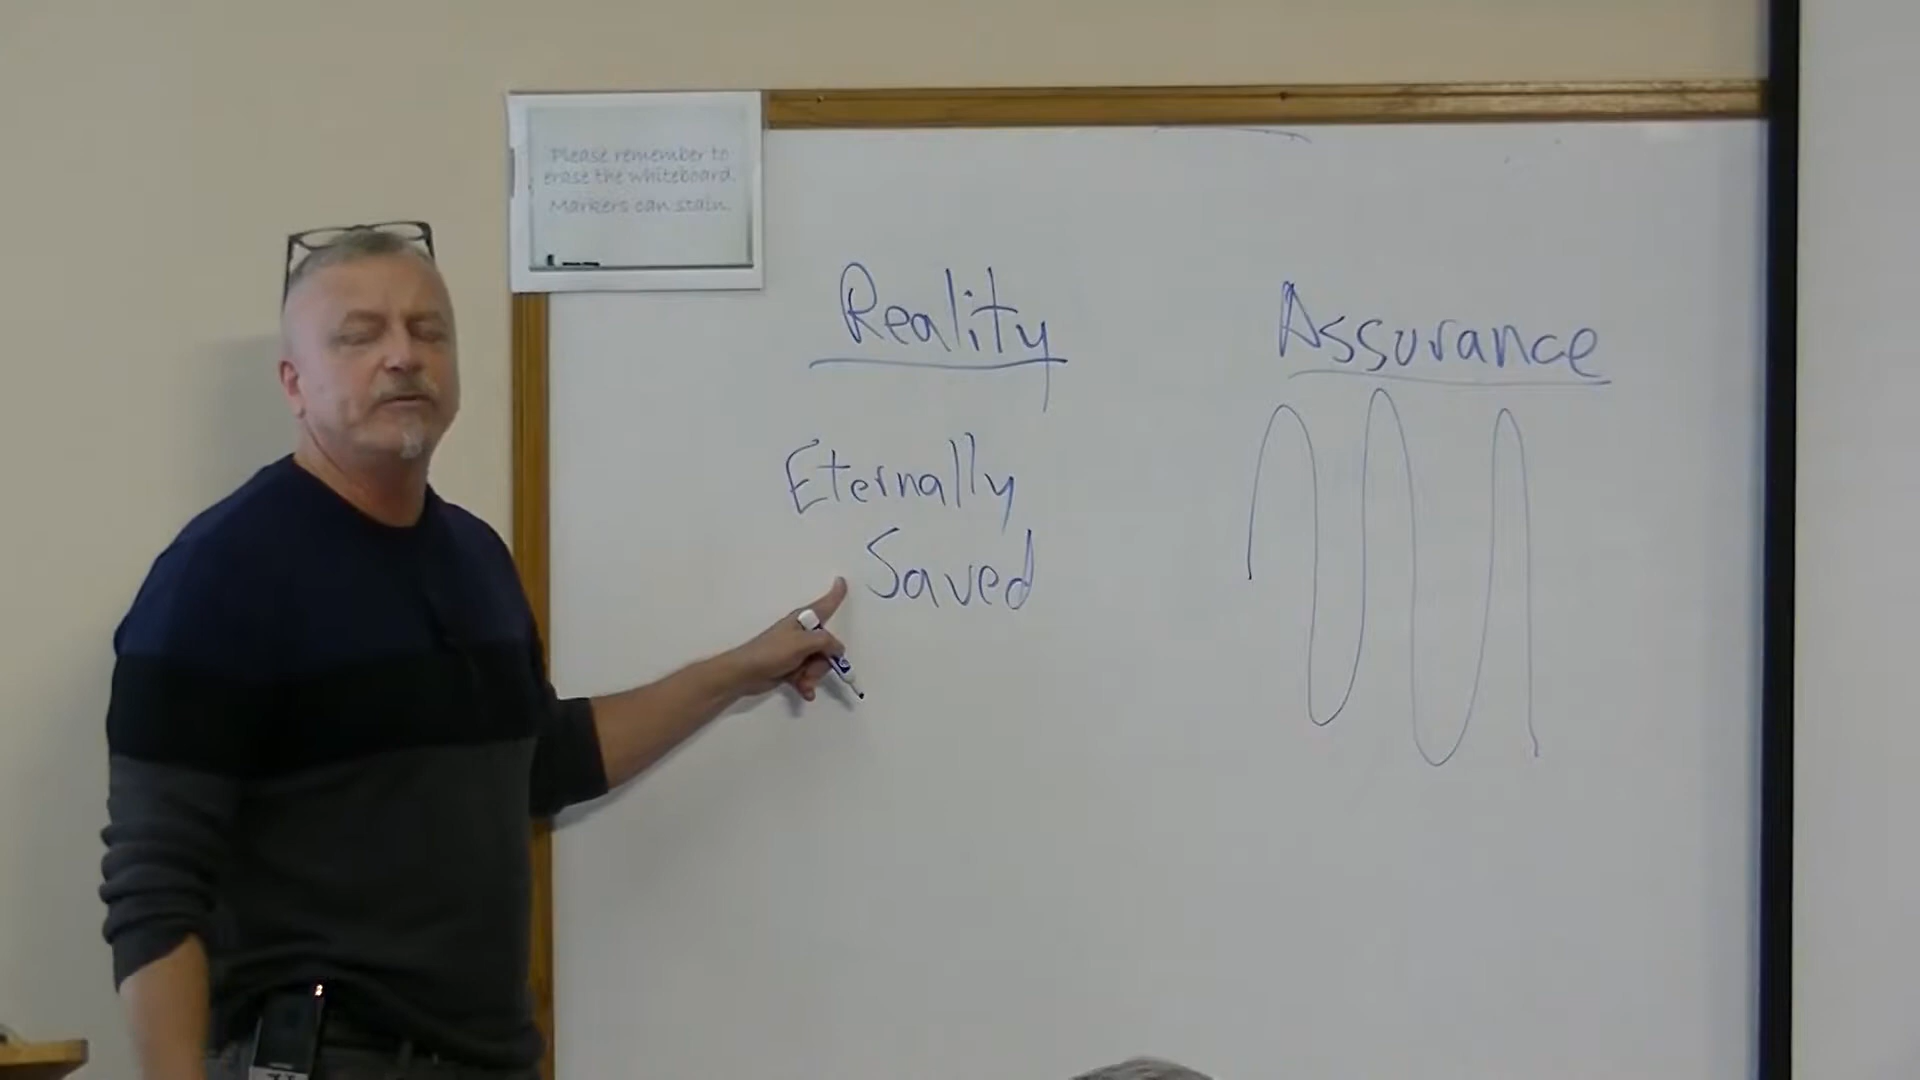 Please remember to
erase the whiteboard.
Markers can stain.
Reality
Assurance
Eternally
Saved